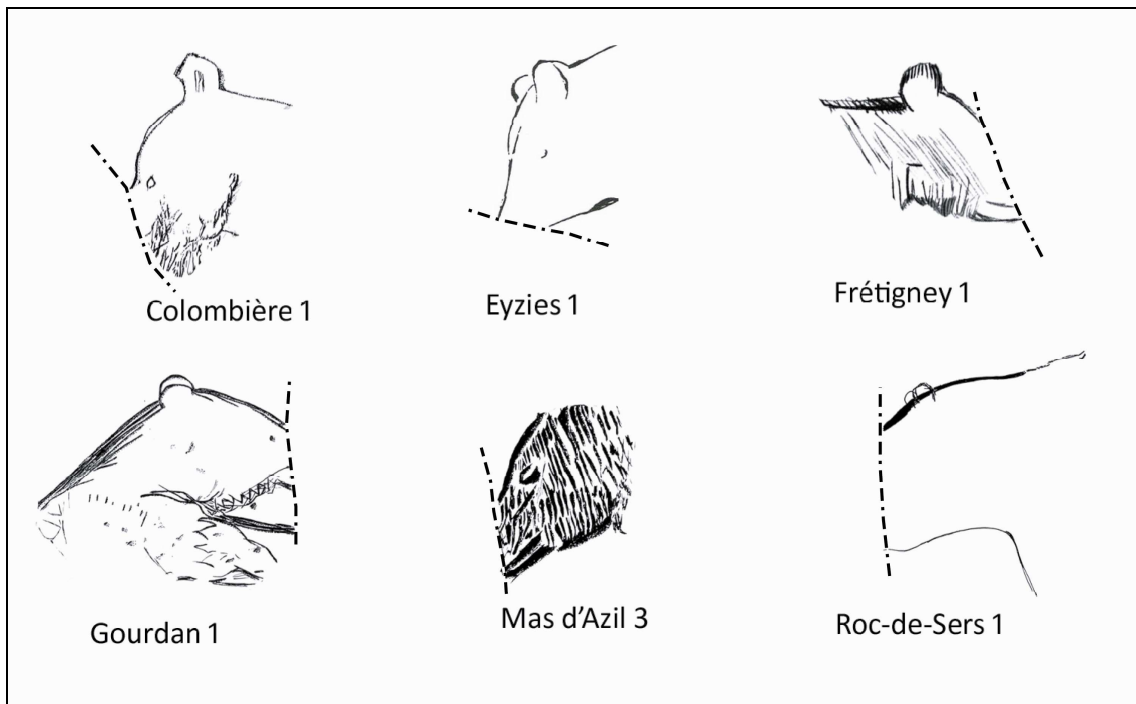 Colombière 1
Eyzies 1
Frétigney 1
Gourdan 1
Mas d’Azil 3
Roc-de-Sers 1